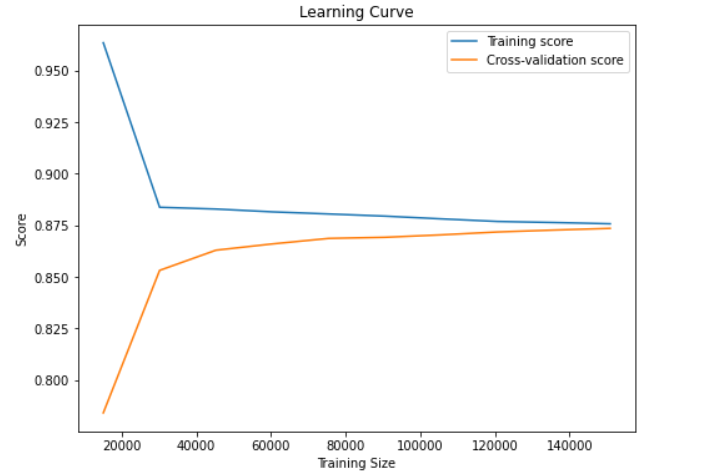 Learning Curve
Training score
Cross-validation score
0.950
0.925
0.900
0.875
0.850
0.825
0.800
Score
20000 40000 60000 80000 100000 120000 140000
Training Size